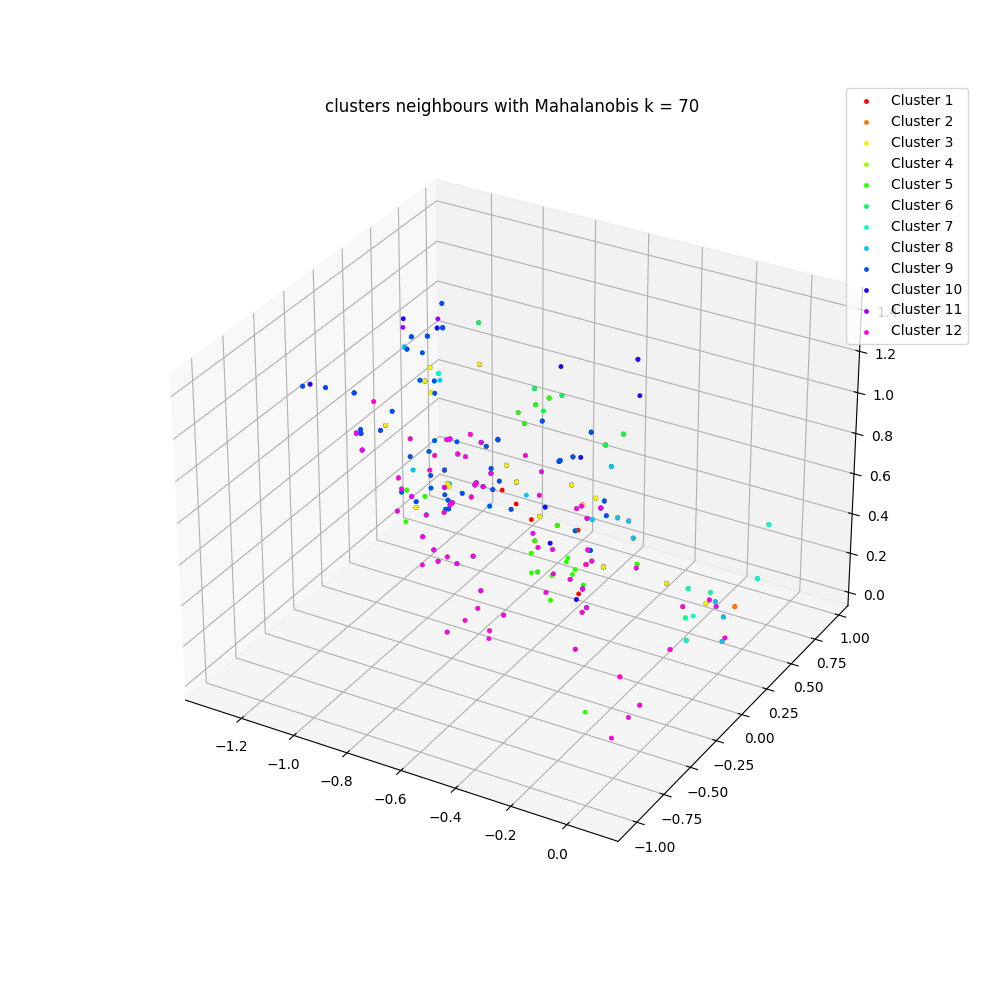 clusters neighbours with Mahalanobis k = 70
Cluster 1
Cluster 2
Cluster 3
Cluster 4
Cluster 5
Cluster 6
Cluster 7
Cluster 8
Cluster 9
Cluster 10
Cluster 11
Cluster 12
1.2
1.0
0.8
0.6
0.4
0.2
0.0
1.00
0.75
0.50
0.25
0.00
−0.25
−0.50
−0.75
−1.00
−1.2
−1.0
−0.8
−0.6
−0.4
−0.2
0.0